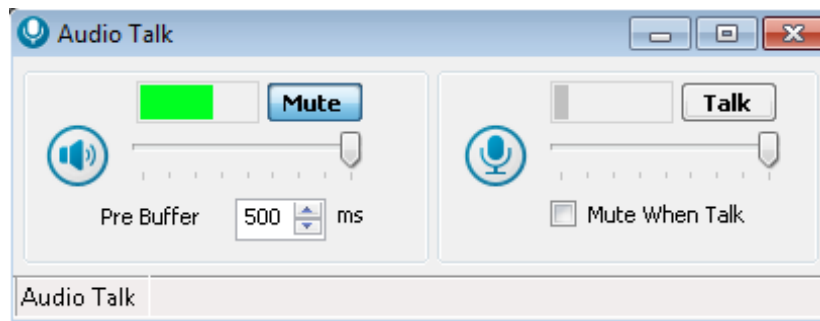 Audio Talk
Mute
Talk
Pre Buffer 500 ms
Mute When Talk
Audio Talk